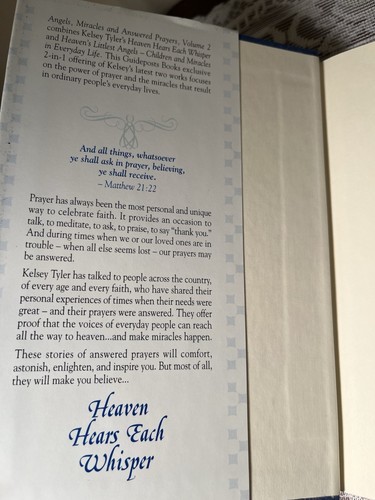 Angels, Miracles and Answered Prayers, Volume 2
combines Kelsey Tyler's Heaven Hears Each Whisper
and Heaven's Littlest Angels – Children and Miracles
in Everyday Life. This Guideposts Books exclusive
2-in-1 offering of Kelsey's latest two works focuses
on the power of prayer and the miracles that result
in ordinary people's everyday lives.
And all things, whatsoever
ye shall ask in prayer, believing,
ye shall receive.
– Matthew 21:22
Prayer has always been the most personal and unique
way to celebrate faith. It provides an occasion to
talk, to meditate, to ask, to praise, to say "thank you."
And during times when we or our loved ones are in
trouble – when all else seems lost – our prayers may
be answered.
Kelsey Tyler has talked to people across the country,
of every age and every faith, who have shared their
personal experiences of times when their needs were
great – and their prayers were answered. They offer
proof that the voices of everyday people can reach
all the way to heaven...and make miracles happen.
These stories of answered prayers will comfort,
astonish, enlighten, and inspire you. But most of all,
they will make you believe...
Heaven
Hears Each
Whisper